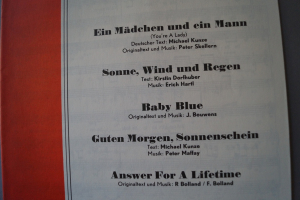 Ein Mädchen und ein Mann
(You're A Lady)
Deutscher Text: Michael Kunze
Originaltext und Musik: Peter Skellern
Sonne, Wind und Regen
Text: Kirstin Dorfhuber
Musik: Erich Hartl
Baby Blue
Originaltext und Musik: J. Bouwens
Guten Morgen, Sonnenschein
Text: Michael Kunze
Musik: Peter Maffay
Answer For A Lifetime
Originaltext und Musik: R Bolland / F. Bolland